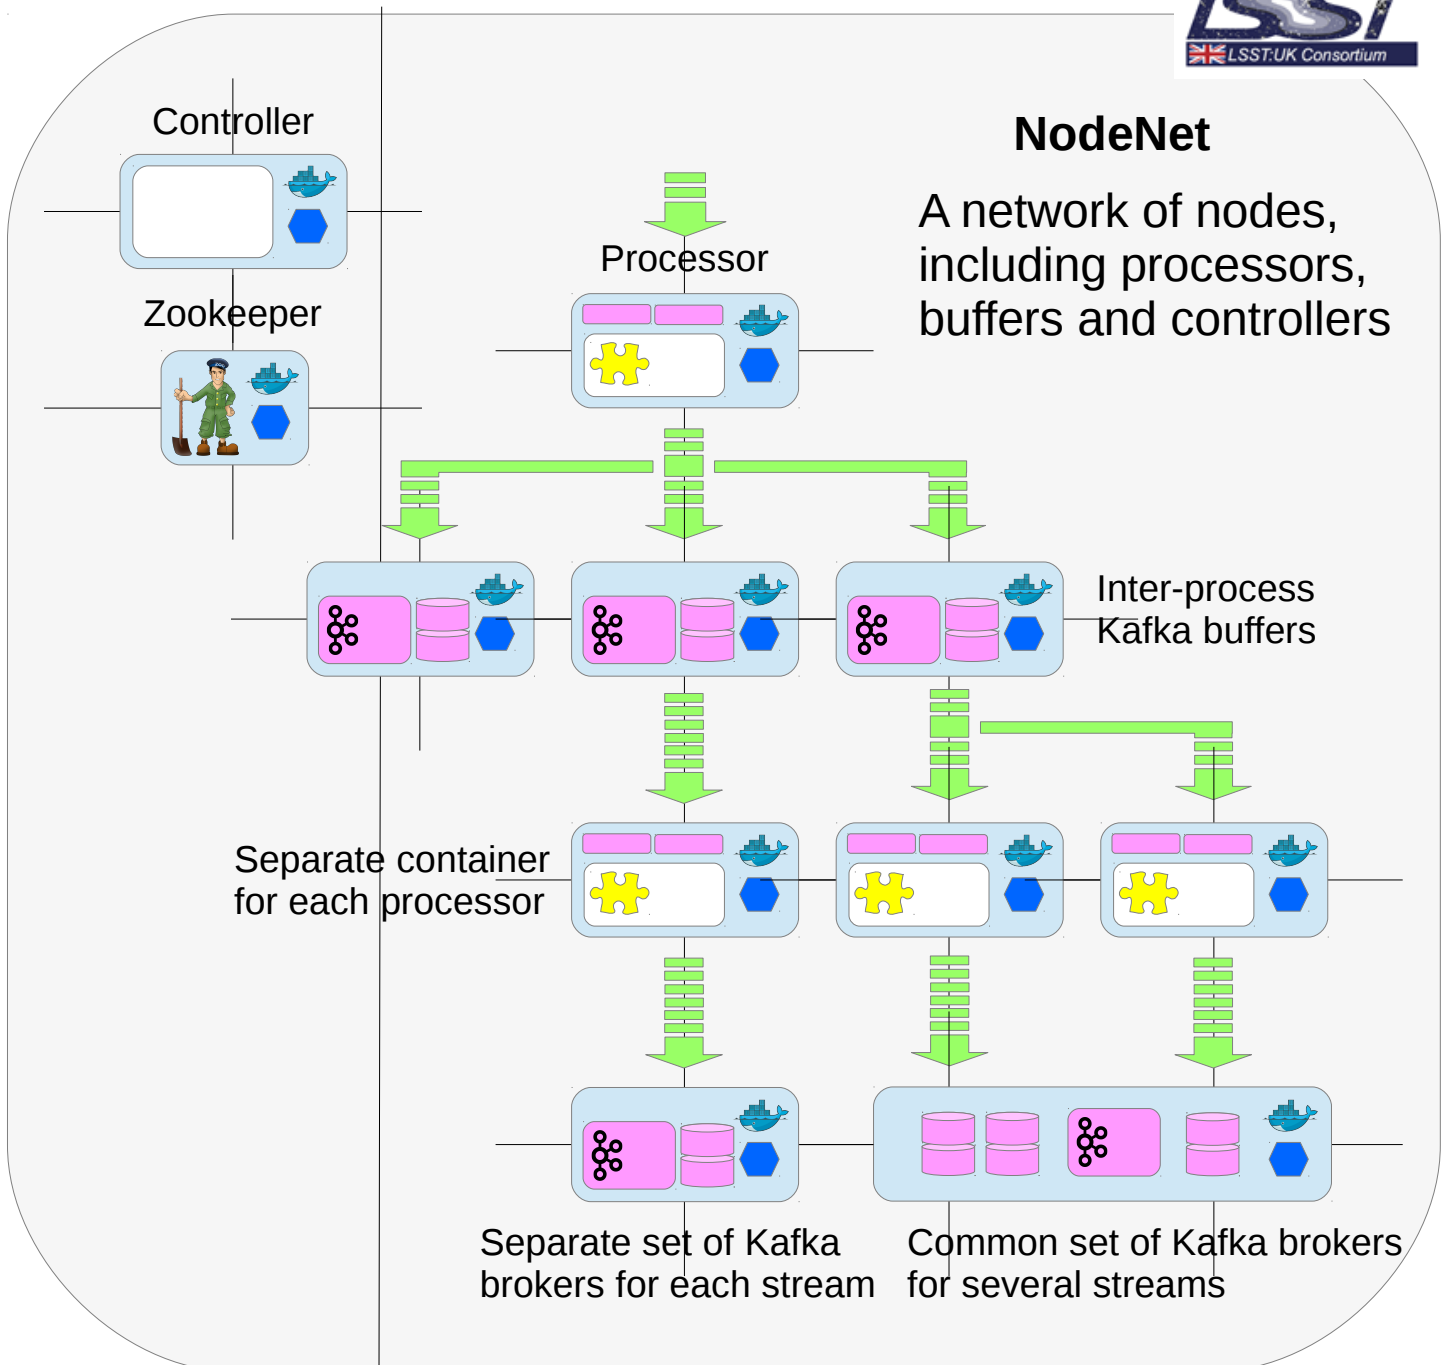 LSST
LSST:UK Consortium
Controller
NodeNet
A network of nodes,
including processors,
buffers and controllers
Processor
Zookeeper
Inter-process
Kafka buffers
Separate container
for each processor
Separate set of Kafka
brokers for each stream
Common set of Kafka brokers
for several streams